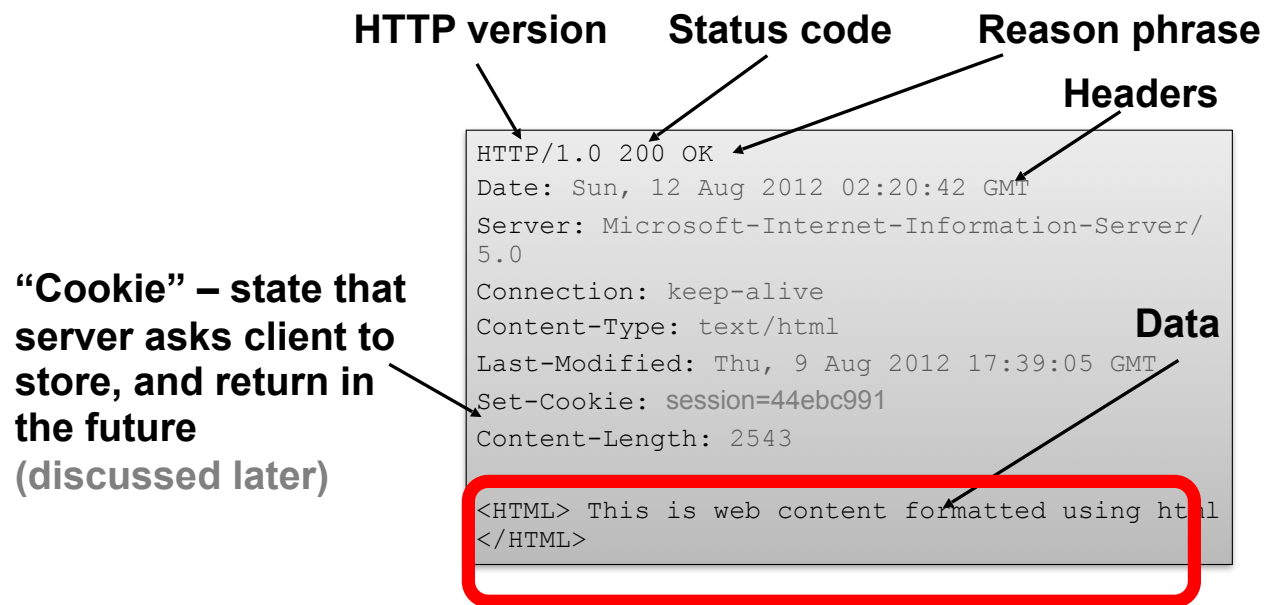 HTTP version Status code Reason phrase
Headers
HTTP/1.0 200 OK
Date: Sun, 12 Aug 2012 02:20:42 GMT
Server: Microsoft-Internet-Information-Server/
5.0
Connection: keep-alive
Content-Type: text/html
Last-Modified: Thu, 9 Aug 2012 17:39:05 GMT
Set-Cookie: session=44ebc991
Content-Length: 2543
<HTML> This is web content formatted using html
</HTML>
Data
“Cookie” – state that
server asks client to
store, and return in
the future
(discussed later)